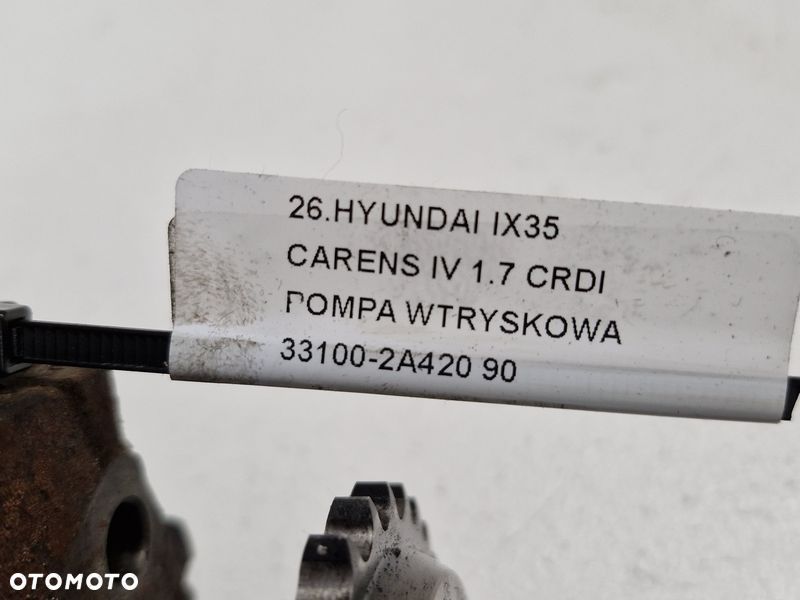 26.HYUNDAI IX35
CARENS IV 1.7 CRDI
POMPA WTRYSKOWA
33100-2A420 90
OTOMOTO